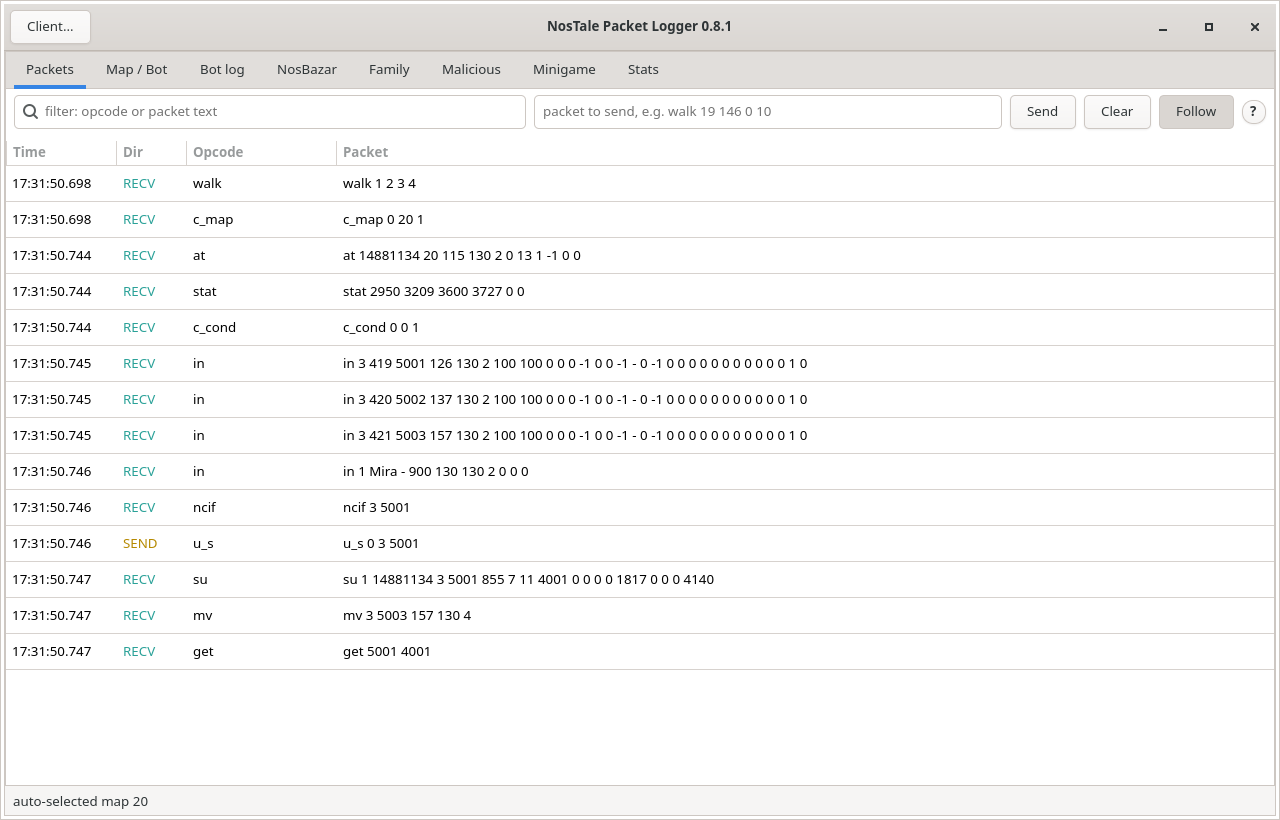 Client...
NosTale Packet Logger 0.8.1
Packets Map / Bot Bot log NosBazar Family Malicious Minigame Stats
filter: opcode or packet text packet to send, e.g. walk 19 146 0 10 Send Clear Follow ?
Time Dir Opcode Packet
17:31:50.698 RECV walk walk 1 2 3 4
17:31:50.698 RECV c_map c_map 0 20 1
17:31:50.744 RECV at at 14881134 20 115 130 2 0 13 1 -1 0 0
17:31:50.744 RECV stat stat 2950 3209 3600 3727 0 0
17:31:50.744 RECV c_cond c_cond 0 0 1
17:31:50.745 RECV in in 3 419 5001 126 130 2 100 100 0 0 0 -1 0 0 -1 - 0 -1 0 0 0 0 0 0 0 0 0 0 0 1 0
17:31:50.745 RECV in in 3 420 5002 137 130 2 100 100 0 0 0 -1 0 0 -1 - 0 -1 0 0 0 0 0 0 0 0 0 0 0 1 0
17:31:50.745 RECV in in 3 421 5003 157 130 2 100 100 0 0 0 -1 0 0 -1 - 0 -1 0 0 0 0 0 0 0 0 0 0 0 1 0
17:31:50.746 RECV in in 1 Mira - 900 130 130 2 0 0 0
17:31:50.746 RECV ncif ncif 3 5001
17:31:50.746 SEND u_s u_s 0 3 5001
17:31:50.747 RECV su su 1 14881134 3 5001 855 7 11 4001 0 0 0 0 1817 0 0 0 4140
17:31:50.747 RECV mv mv 3 5003 157 130 4
17:31:50.747 RECV get get 5001 4001
auto-selected map 20